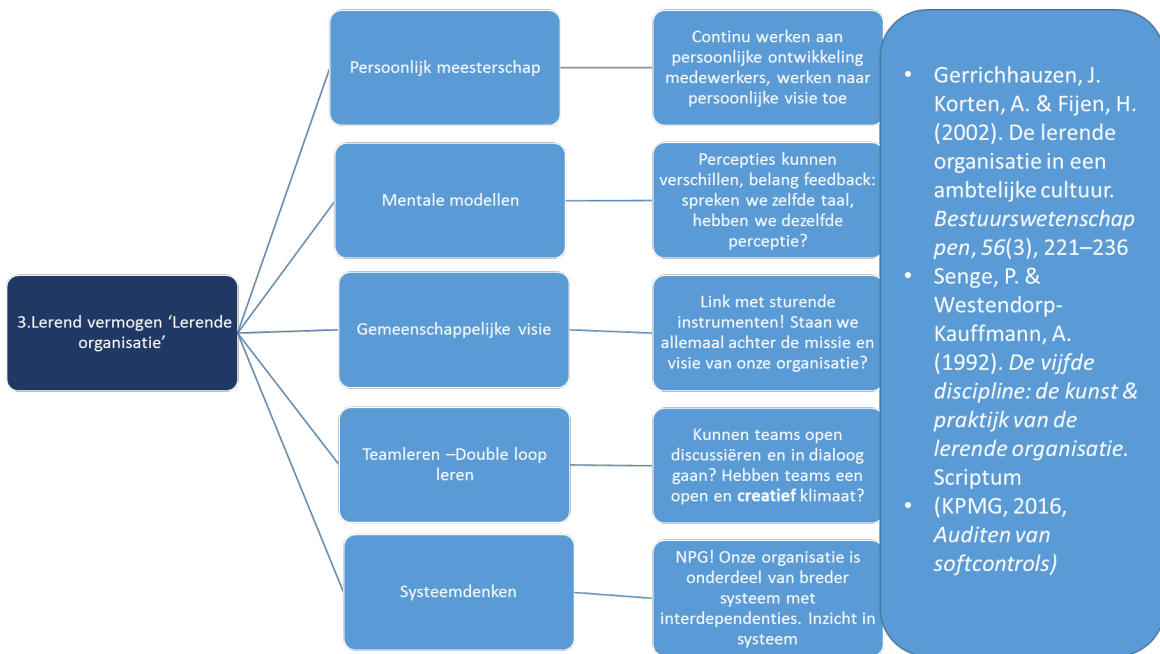 3.Lerend vermogen ‘Lerende
organisatie’
Persoonlijk meesterschap
Continu werken aan
persoonlijke ontwikkeling
medewerkers, werken naar
persoonlijke visie toe
Mentale modellen
Percepties kunnen
verschillen, belang feedback:
spreken we zelfde taal,
hebben we dezelfde
perceptie?
Gemeenschappelijke visie
Link met sturende
instrumenten! Staan we
allemaal achter de missie en
visie van onze organisatie?
Teamleren –Double loop
leren
Kunnen teams open
discussiëren en in dialoog
gaan? Hebben teams een
open en creatief klimaat?
Systeemdenken
NPG! Onze organisatie is
onderdeel van breder
systeem met
interdependenties. Inzicht in
systeem
• Gerrichhauzen, J.
Korten, A. & Fijen, H.
(2002). De lerende
organisatie in een
ambtelijke cultuur.
Bestuurswetenschap
pen, 56(3), 221–236
• Senge, P. &
Westendorp-
Kauffmann, A.
(1992). De vijfde
discipline: de kunst &
praktijk van de
lerende organisatie.
Scriptum
• (KPMG, 2016,
Auditen van
softcontrols)